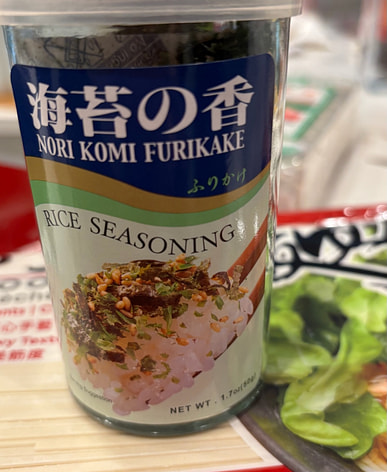 海苔の香
NORI KOMI FURIKAKE
ふりかけ
RICE SEASONING
NET WT. 1.7oz(50g)